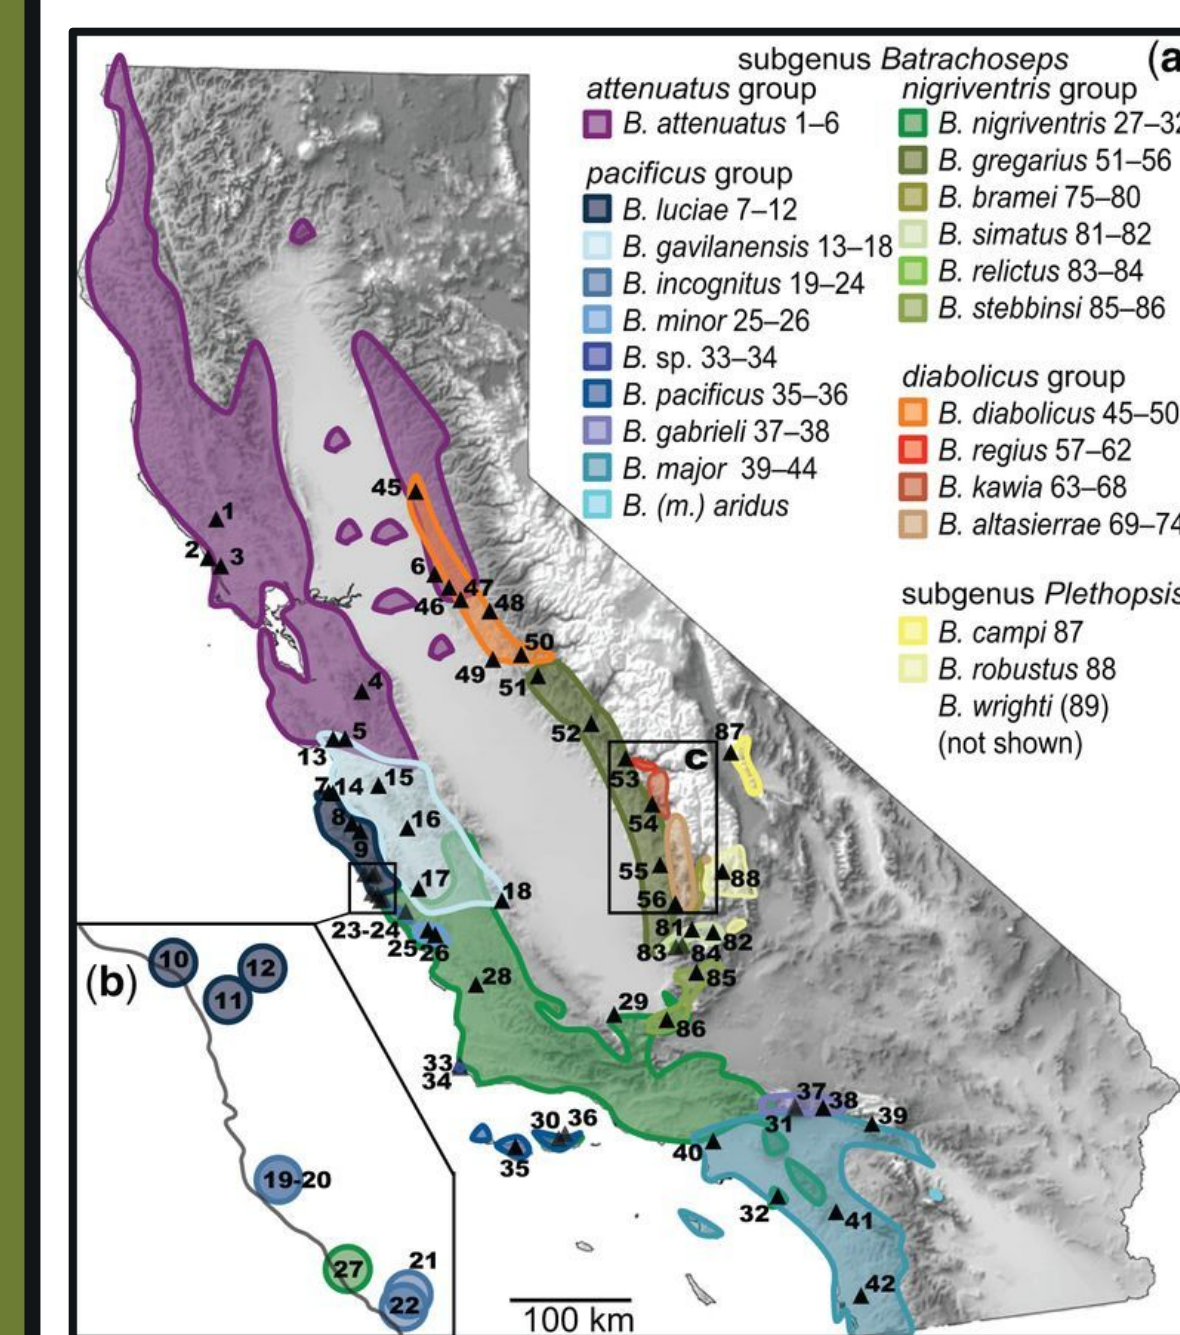 (a
subgenus Batrachoseps
attenuatus group
B. attenuatus 1–6
pacificus group
B. luciae 7–12
B. gavilanensis 13–18
B. incognitus 19–24
B. minor 25–26
B. sp. 33–34
B. pacificus 35–36
B. gabrieli 37–38
B. major 39–44
B. (m.) aridus
nigriventris group
B. nigriventris 27–32
B. gregarius 51–56
B. bramei 75–80
B. simatus 81–82
B. relictus 83–84
B. stebbinsi 85–86
diabolicus group
B. diabolicus 45–50
B. regius 57–62
B. kawia 63–68
B. altasierrae 69–74
subgenus Plethopsis
B. campi 87
B. robustus 88
B. wrighti (89)
(not shown)
45
1
2
3
6
47
46
48
50
49
51
4
52
5
13
87
C
53
7
14
15
54
8
16
9
55
88
17
18
56
23-24
81
82
25
26
83
84
85
28
29
86
33
34
37
38
39
30
36
31
35
40
32
41
42
(b)
10
12
11
19-20
27
21
22
100 km